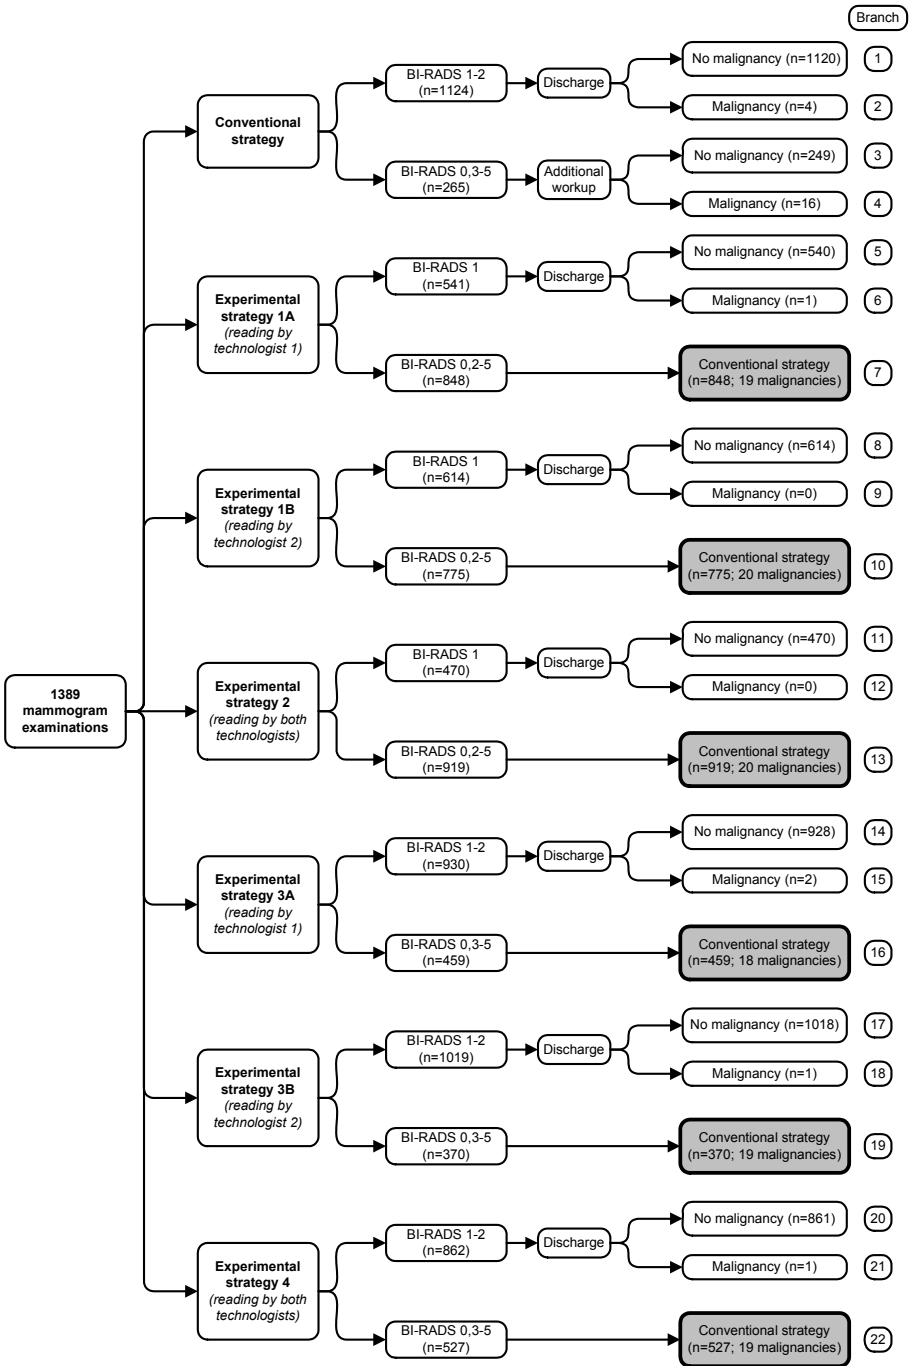 Branch
No malignancy (n=1120)
1
BI-RADS 1-2
(n=1124)
Discharge
Malignancy (n=4)
2
Conventional
strategy
No malignancy (n=249)
3
BI-RADS 0,3-5
(n=265)
Additional
workup
Malignancy (n=16)
4
No malignancy (n=540)
5
BI-RADS 1
(n=541)
Discharge
Malignancy (n=1)
6
Experimental
strategy 1A
(reading by
technologist 1)
BI-RADS 0,2-5
(n=848)
Conventional strategy
(n=848; 19 malignancies)
7
No malignancy (n=614)
8
BI-RADS 1
(n=614)
Discharge
Malignancy (n=0)
9
Experimental
strategy 1B
(reading by
technologist 2)
BI-RADS 0,2-5
(n=775)
Conventional strategy
(n=775; 20 malignancies)
10
No malignancy (n=470)
11
BI-RADS 1
(n=470)
Discharge
Malignancy (n=0)
12
1389
mammogram
examinations
Experimental
strategy 2
(reading by both
technologists)
BI-RADS 0,2-5
(n=919)
Conventional strategy
(n=919; 20 malignancies)
13
No malignancy (n=928)
14
BI-RADS 1-2
(n=930)
Discharge
Malignancy (n=2)
15
Experimental
strategy 3A
(reading by
technologist 1)
BI-RADS 0,3-5
(n=459)
Conventional strategy
(n=459; 18 malignancies)
16
No malignancy (n=1018)
17
BI-RADS 1-2
(n=1019)
Discharge
Malignancy (n=1)
18
Experimental
strategy 3B
(reading by
technologist 2)
BI-RADS 0,3-5
(n=370)
Conventional strategy
(n=370; 19 malignancies)
19
No malignancy (n=861)
20
BI-RADS 1-2
(n=862)
Discharge
Malignancy (n=1)
21
Experimental
strategy 4
(reading by both
technologists)
BI-RADS 0,3-5
(n=527)
Conventional strategy
(n=527; 19 malignancies)
22